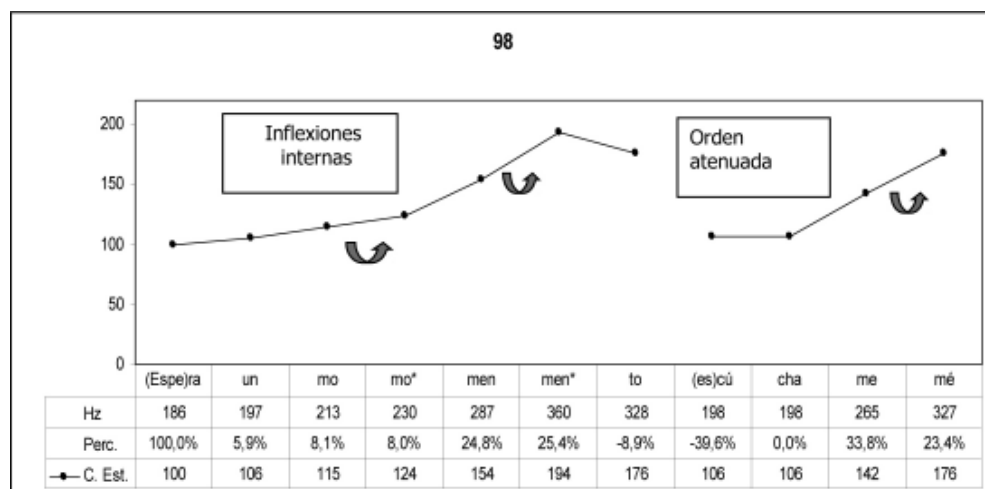 98
200
150
100
50
0
Inflexiones
internas
Orden
atenuada
(Espe)ra un mo mo* men men* to (es)cú cha me mé
Hz 186 197 213 230 287 360 328 198 198 265 327
Perc. 100,0% 5,9% 8,1% 8,0% 24,8% 25,4% -8,9% -39,6% 0,0% 33,8% 23,4%
C. Est. 100 106 115 124 154 194 176 106 106 142 176